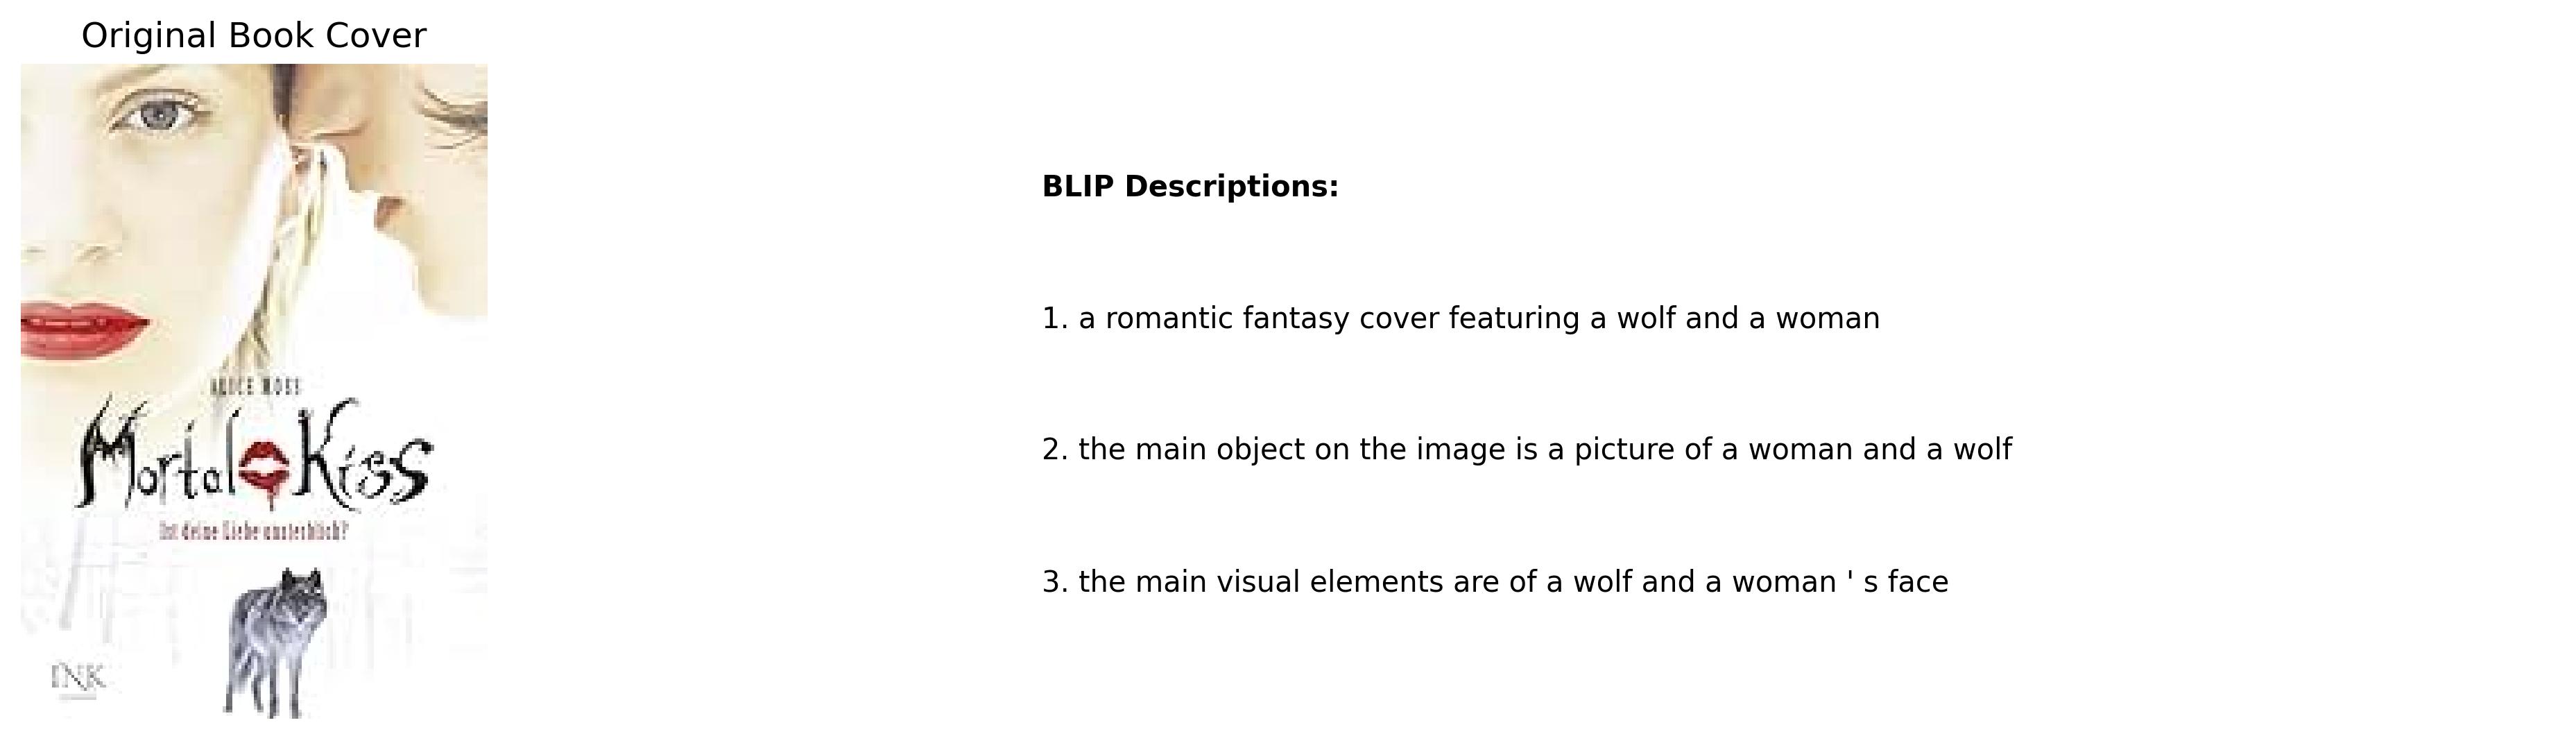 Original Book Cover
ALICE MOSS
Mortal Kiss
Ist deine Liebe unsterblich?
INK
BLIP Descriptions:
1. a romantic fantasy cover featuring a wolf and a woman
2. the main object on the image is a picture of a woman and a wolf
3. the main visual elements are of a wolf and a woman ' s face